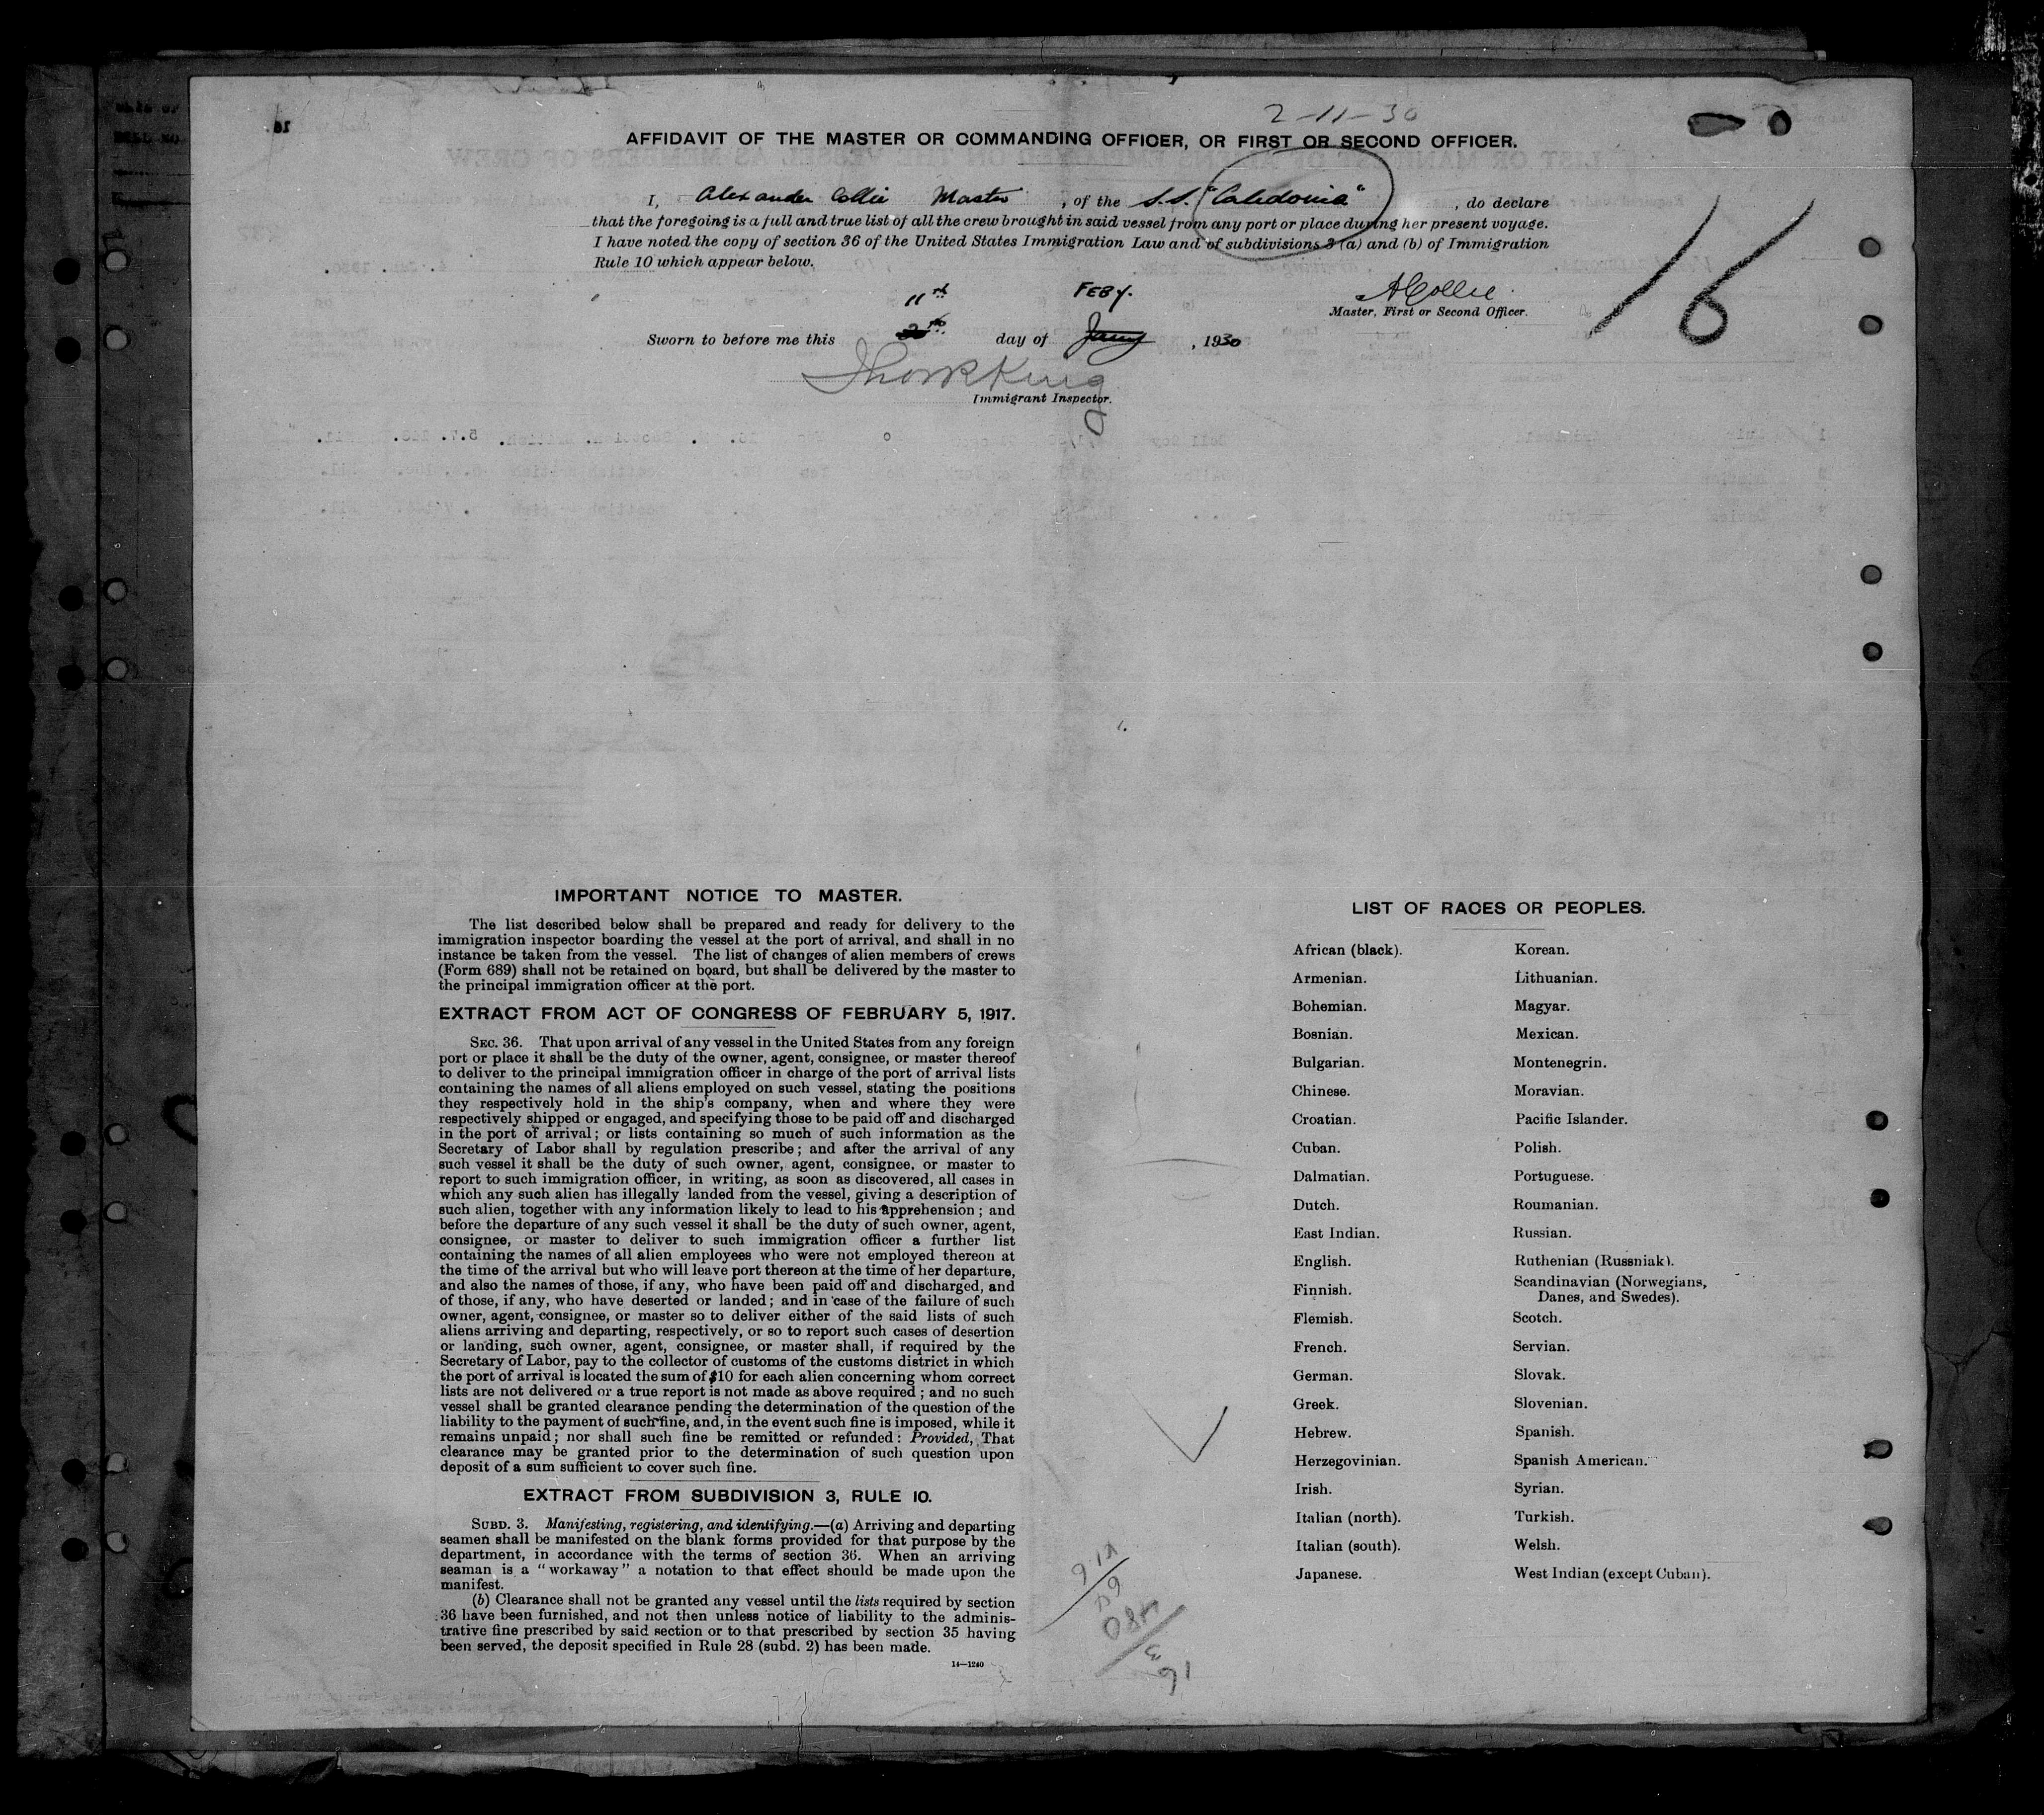 2-11-30
AFFIDAVIT OF THE MASTER OR COMMANDING OFFICER, OR FIRST OR SECOND OFFICER.
I, Alexander Collie Master, of the S.S. "Caledonia", do declare
that the foregoing is a full and true list of all the crew brought in said vessel from any port or place during her present voyage.
I have noted the copy of section 36 of the United States Immigration Law and of subdivisions 3 (a) and (b) of Immigration
Rule 10 which appear below.
16
ACollie.
Master, First or Second Officer.
11th FEBY.
Sworn to before me this day of Jany, 1930
Immigrant Inspector.
IMPORTANT NOTICE TO MASTER.
The list described below shall be prepared and ready for delivery to the
immigration inspector boarding the vessel at the port of arrival, and shall in no
instance be taken from the vessel. The list of changes of alien members of crews
(Form 689) shall not be retained on board, but shall be delivered by the master to
the principal immigration officer at the port.
EXTRACT FROM ACT OF CONGRESS OF FEBRUARY 5, 1917.
SEC. 36. That upon arrival of any vessel in the United States from any foreign
port or place it shall be the duty of the owner, agent, consignee, or master thereof
to deliver to the principal immigration officer in charge of the port of arrival lists
containing the names of all aliens employed on such vessel, stating the positions
they respectively hold in the ship's company, when and where they were
respectively shipped or engaged, and specifying those to be paid off and discharged
in the port of arrival; or lists containing so much of such information as the
Secretary of Labor shall by regulation prescribe; and after the arrival of any
such vessel it shall be the duty of such owner, agent, consignee, or master to
report to such immigration officer, in writing, as soon as discovered, all cases in
which any such alien has illegally landed from the vessel, giving a description of
such alien, together with any information likely to lead to his apprehension; and
before the departure of any such vessel it shall be the duty of such owner, agent,
consignee, or master to deliver to such immigration officer a further list
containing the names of all alien employees who were not employed thereon at
the time of the arrival but who will leave port thereon at the time of her departure,
and also the names of those, if any, who have been paid off and discharged, and
of those, if any, who have deserted or landed; and in case of the failure of such
owner, agent, consignee, or master so to deliver either of the said lists of such
aliens arriving and departing, respectively, or so to report such cases of desertion
or landing, such owner, agent, consignee, or master shall, if required by the
Secretary of Labor, pay to the collector of customs of the customs district in which
the port of arrival is located the sum of $10 for each alien concerning whom correct
lists are not delivered or a true report is not made as above required; and no such
vessel shall be granted clearance pending the determination of the question of the
liability to the payment of such fine, and, in the event such fine is imposed, while it
remains unpaid; nor shall such fine be remitted or refunded: Provided, That
clearance may be granted prior to the determination of such question upon
deposit of a sum sufficient to cover such fine.
EXTRACT FROM SUBDIVISION 3, RULE 10.
SUBD. 3. Manifesting, registering, and identifying.—(a) Arriving and departing
seamen shall be manifested on the blank forms provided for that purpose by the
department, in accordance with the terms of section 36. When an arriving
seaman is a "workaway" a notation to that effect should be made upon the
manifest.
(b) Clearance shall not be granted any vessel until the lists required by section
36 have been furnished, and not then unless notice of liability to the adminis-
trative fine prescribed by said section or to that prescribed by section 35 having
been served, the deposit specified in Rule 28 (subd. 2) has been made.
14—1240
LIST OF RACES OR PEOPLES.
African (black). Korean.
Armenian. Lithuanian.
Bohemian. Magyar.
Bosnian. Mexican.
Bulgarian. Montenegrin.
Chinese. Moravian.
Croatian. Pacific Islander.
Cuban. Polish.
Dalmatian. Portuguese.
Dutch. Roumanian.
East Indian. Russian.
English. Ruthenian (Russniak).
Finnish. Scandinavian (Norwegians,
Danes, and Swedes).
Flemish. Scotch.
French. Servian.
German. Slovak.
Greek. Slovenian.
Hebrew. Spanish.
Herzegovinian. Spanish American.
Irish. Syrian.
Italian (north). Turkish.
Italian (south). Welsh.
Japanese. West Indian (except Cuban).